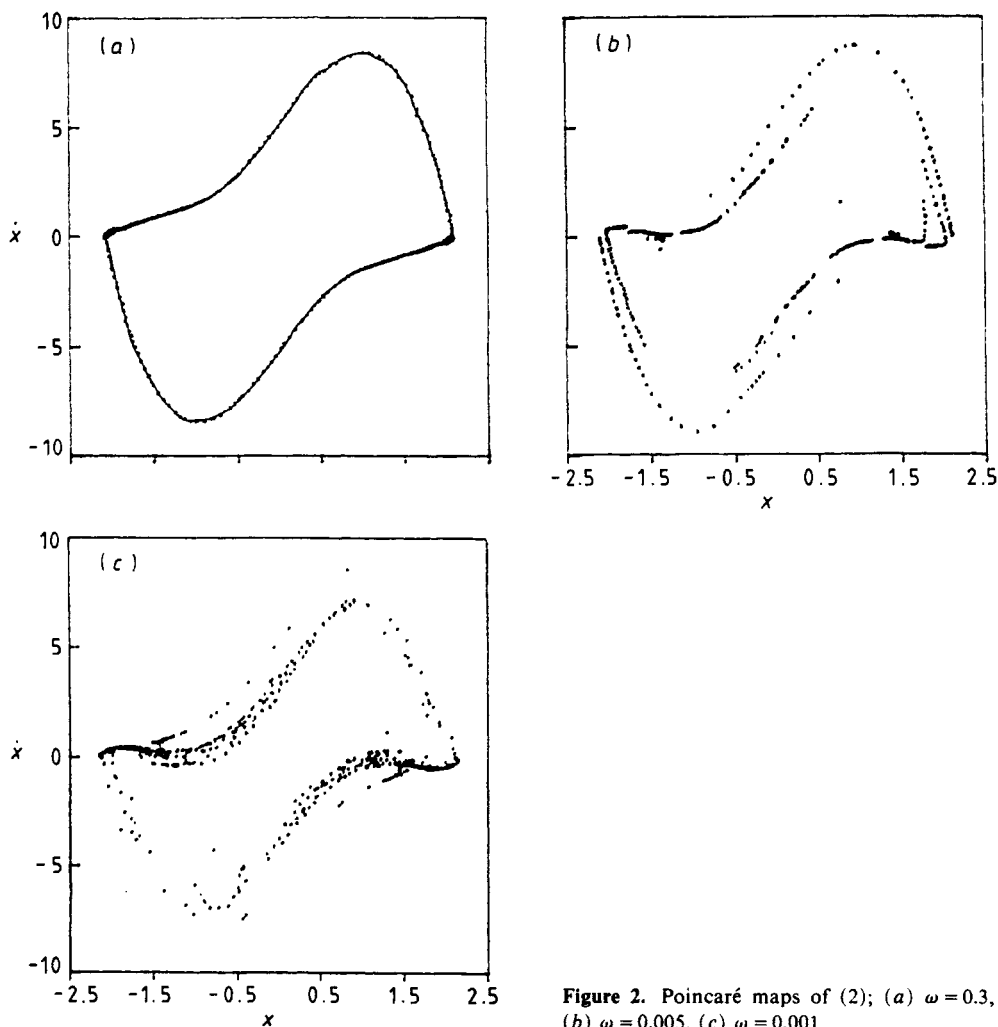 10
(a)
5
ẋ
0
-5
-10
(b)
-2.5 -1.5 -0.5 0.5 1.5 2.5
x
10
(c)
5
ẋ
0
-5
-10
-2.5 -1.5 -0.5 0.5 1.5 2.5
x
Figure 2. Poincaré maps of (2); (a) ω = 0.3,
(b) ω = 0.005, (c) ω = 0.001